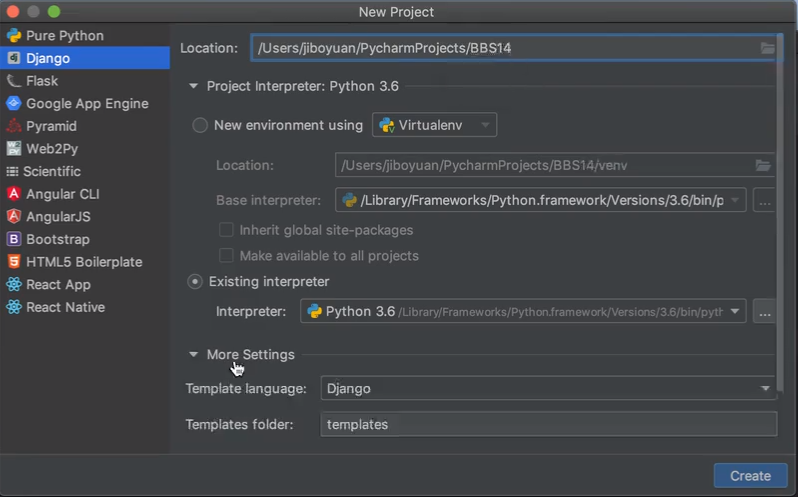 New Project
Pure Python
Django
Flask
Google App Engine
Pyramid
Web2Py
Scientific
Angular CLI
AngularJS
Bootstrap
HTML5 Boilerplate
React App
React Native
Location: /Users/jiboyuan/PycharmProjects/BBS14
Project Interpreter: Python 3.6
New environment using Virtualenv
Location: /Users/jiboyuan/PycharmProjects/BBS14/venv
Base interpreter: /Library/Frameworks/Python.framework/Versions/3.6/bin/p ...
Inherit global site-packages
Make available to all projects
Existing interpreter
Interpreter: Python 3.6 /Library/Frameworks/Python.framework/Versions/3.6/bin/pyth ...
More Settings
Template language: Django
Templates folder: templates
Create